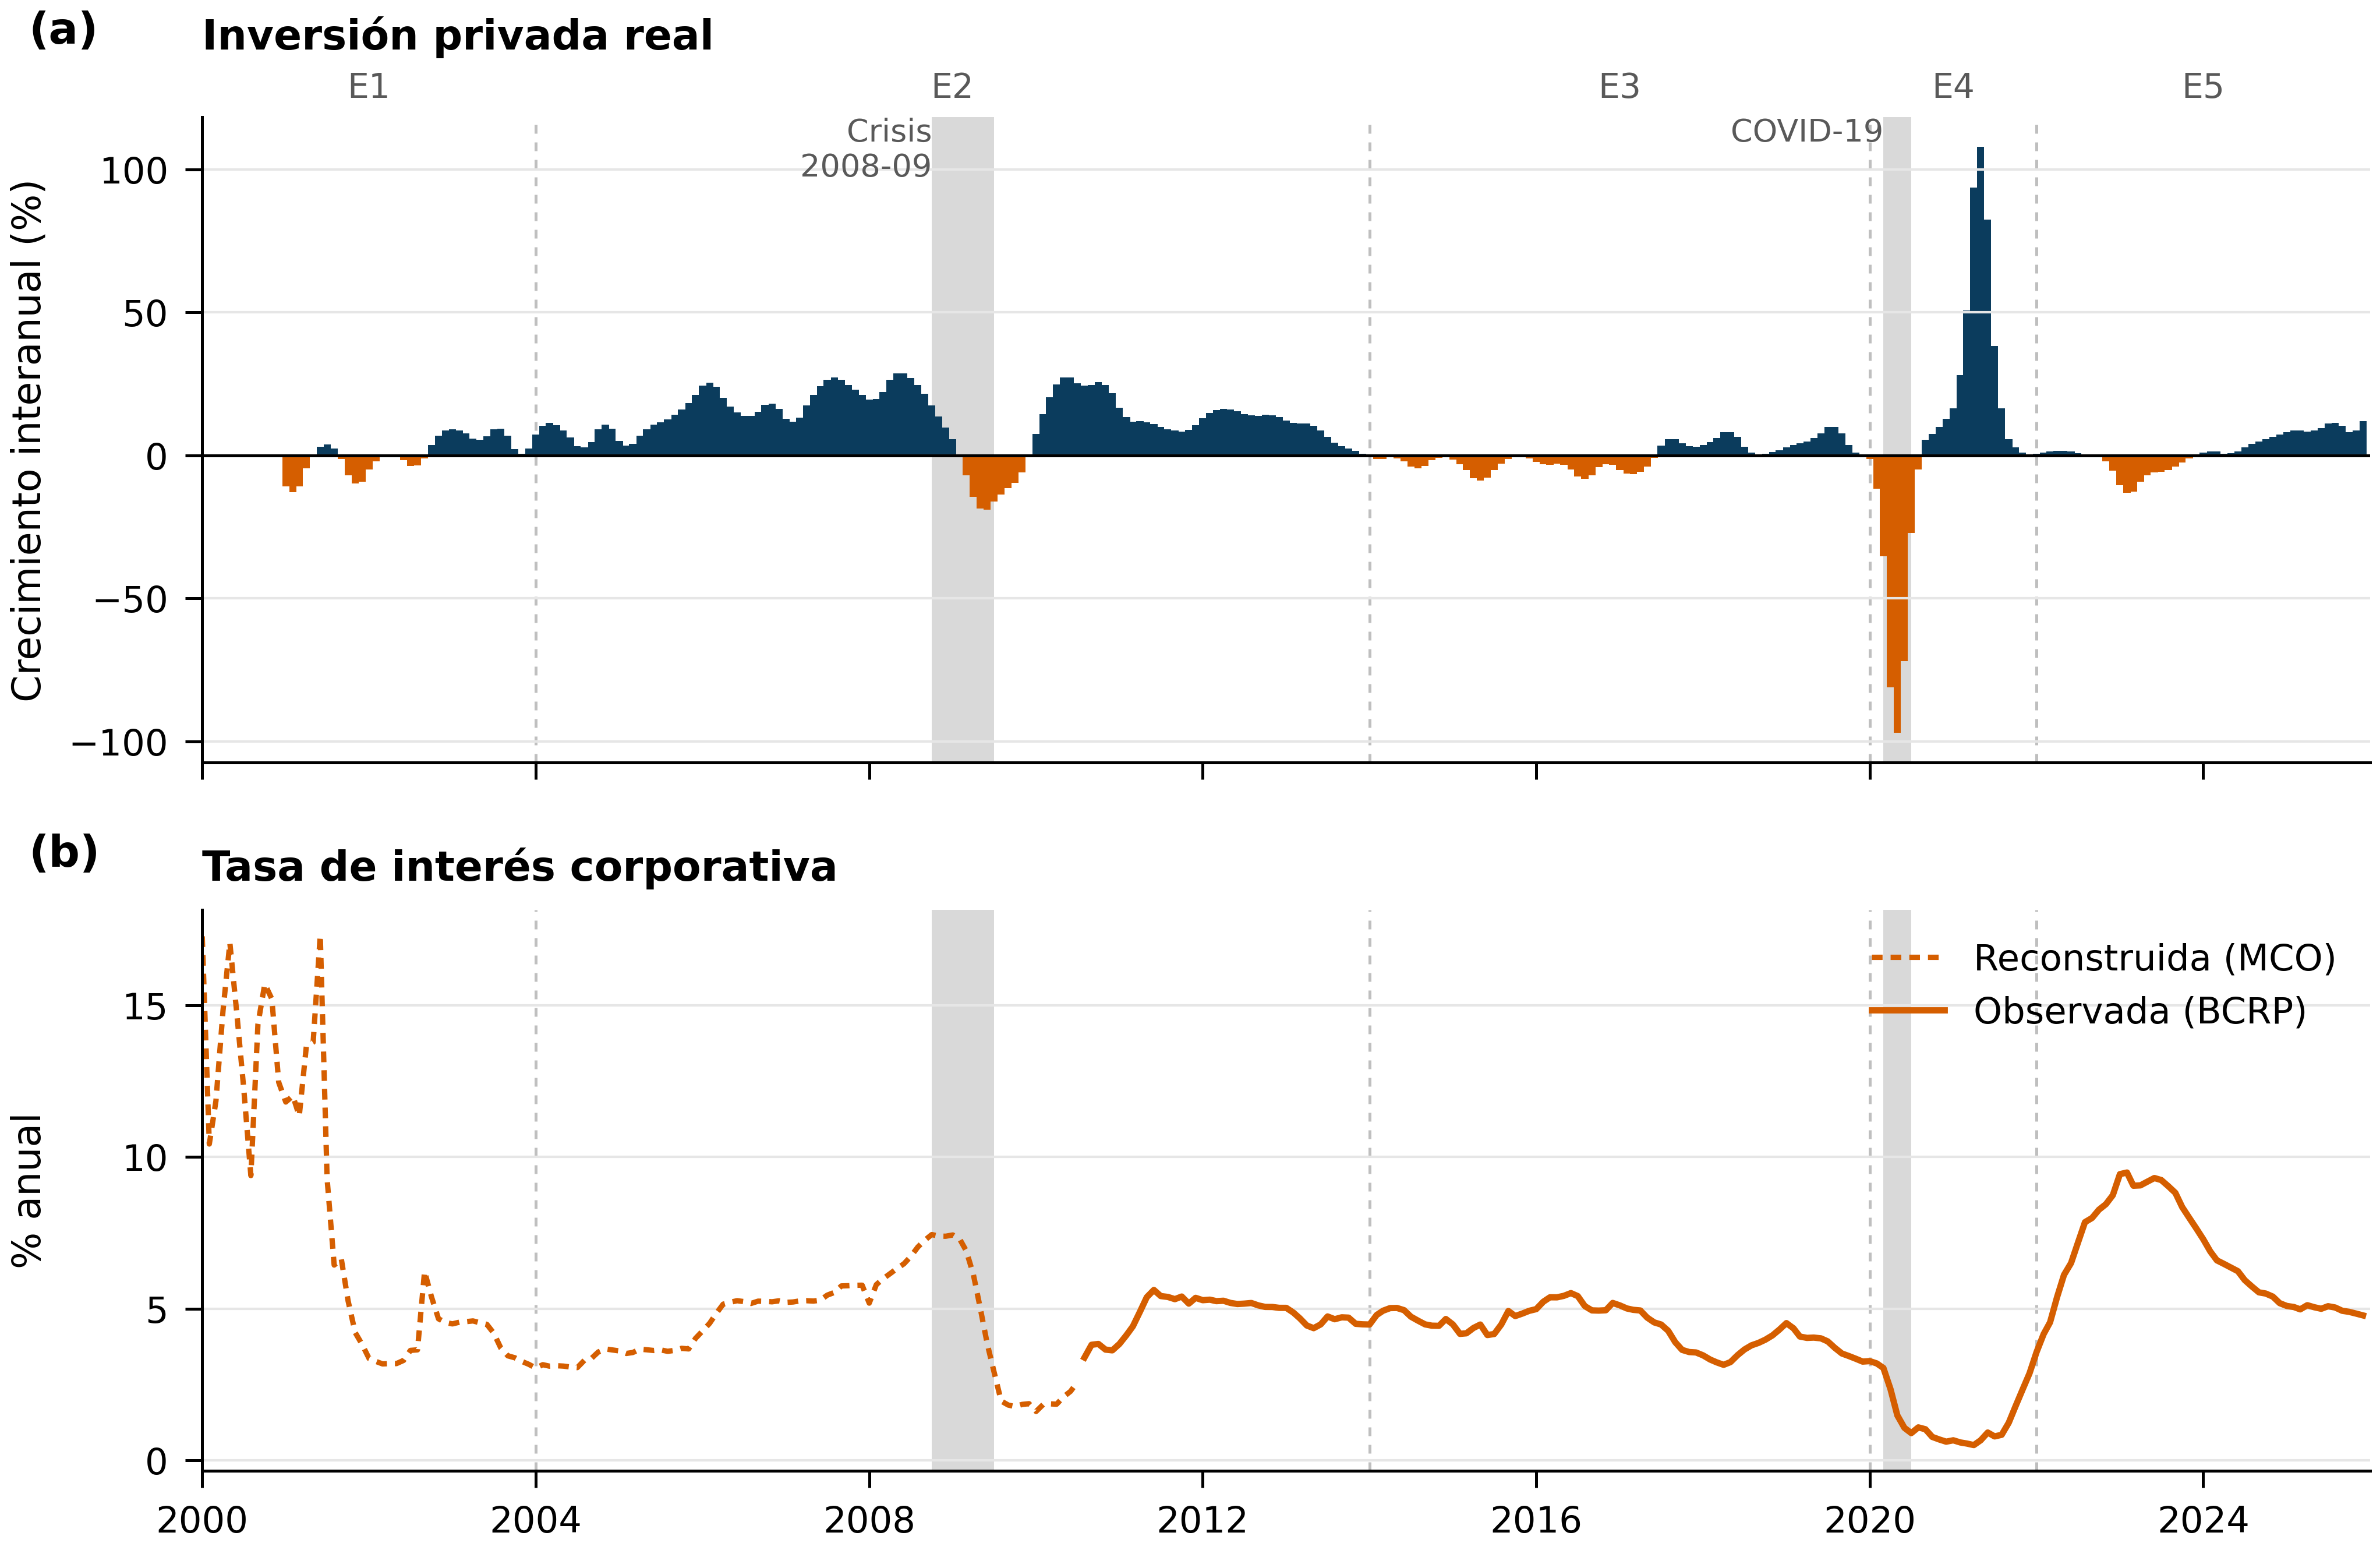 (a)
Inversión privada real
E1
E2
E3
E4
E5
Crisis
2008-09
COVID-19
Crecimiento interanual (%)
100
50
0
−50
−100
(b)
Tasa de interés corporativa
Reconstruida (MCO)
Observada (BCRP)
% anual
15
10
5
0
2000
2004
2008
2012
2016
2020
2024